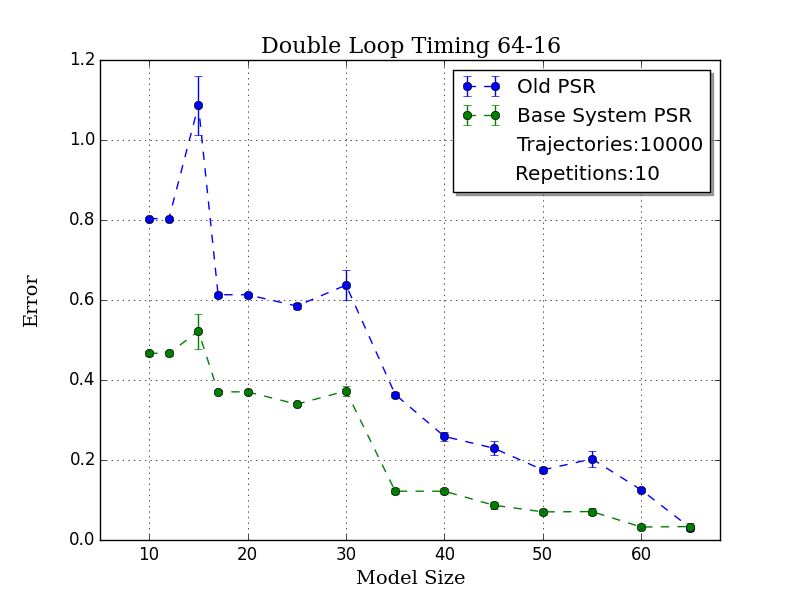 Double Loop Timing 64-16
1.2
1.0
0.8
0.6
0.4
0.2
0.0
Error
Old PSR
Base System PSR
Trajectories:10000
Repetitions:10
10 20 30 40 50 60
Model Size